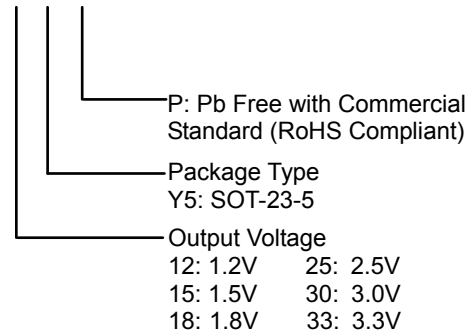 P: Pb Free with Commercial
Standard (RoHS Compliant)
Package Type
Y5: SOT-23-5
Output Voltage
12: 1.2V 25: 2.5V
15: 1.5V 30: 3.0V
18: 1.8V 33: 3.3V